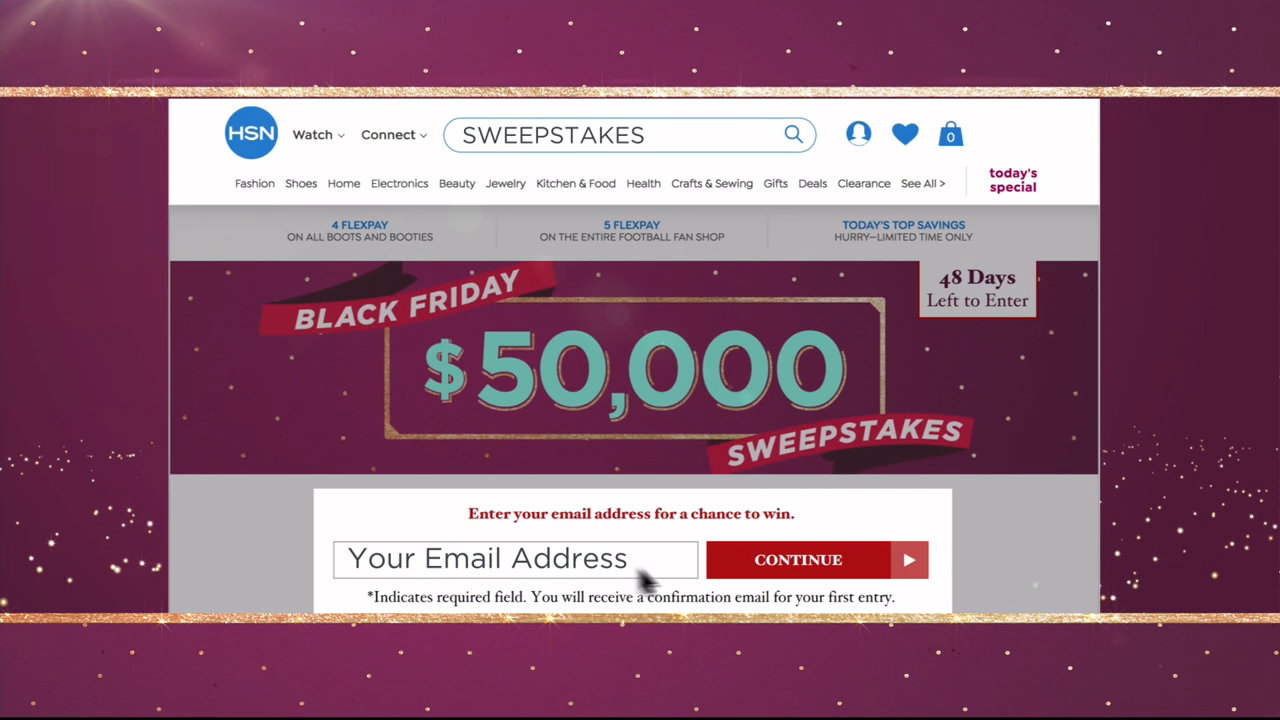 HSN Watch Connect SWEEPSTAKES 0
Fashion Shoes Home Electronics Beauty Jewelry Kitchen & Food Health Crafts & Sewing Gifts Deals Clearance See All > today's special
4 FLEXPAY
ON ALL BOOTS AND BOOTIES
5 FLEXPAY
ON THE ENTIRE FOOTBALL FAN SHOP
TODAY'S TOP SAVINGS
HURRY—LIMITED TIME ONLY
48 Days
Left to Enter
BLACK FRIDAY
$50,000
SWEEPSTAKES
Enter your email address for a chance to win.
Your Email Address CONTINUE
*Indicates required field. You will receive a confirmation email for your first entry.